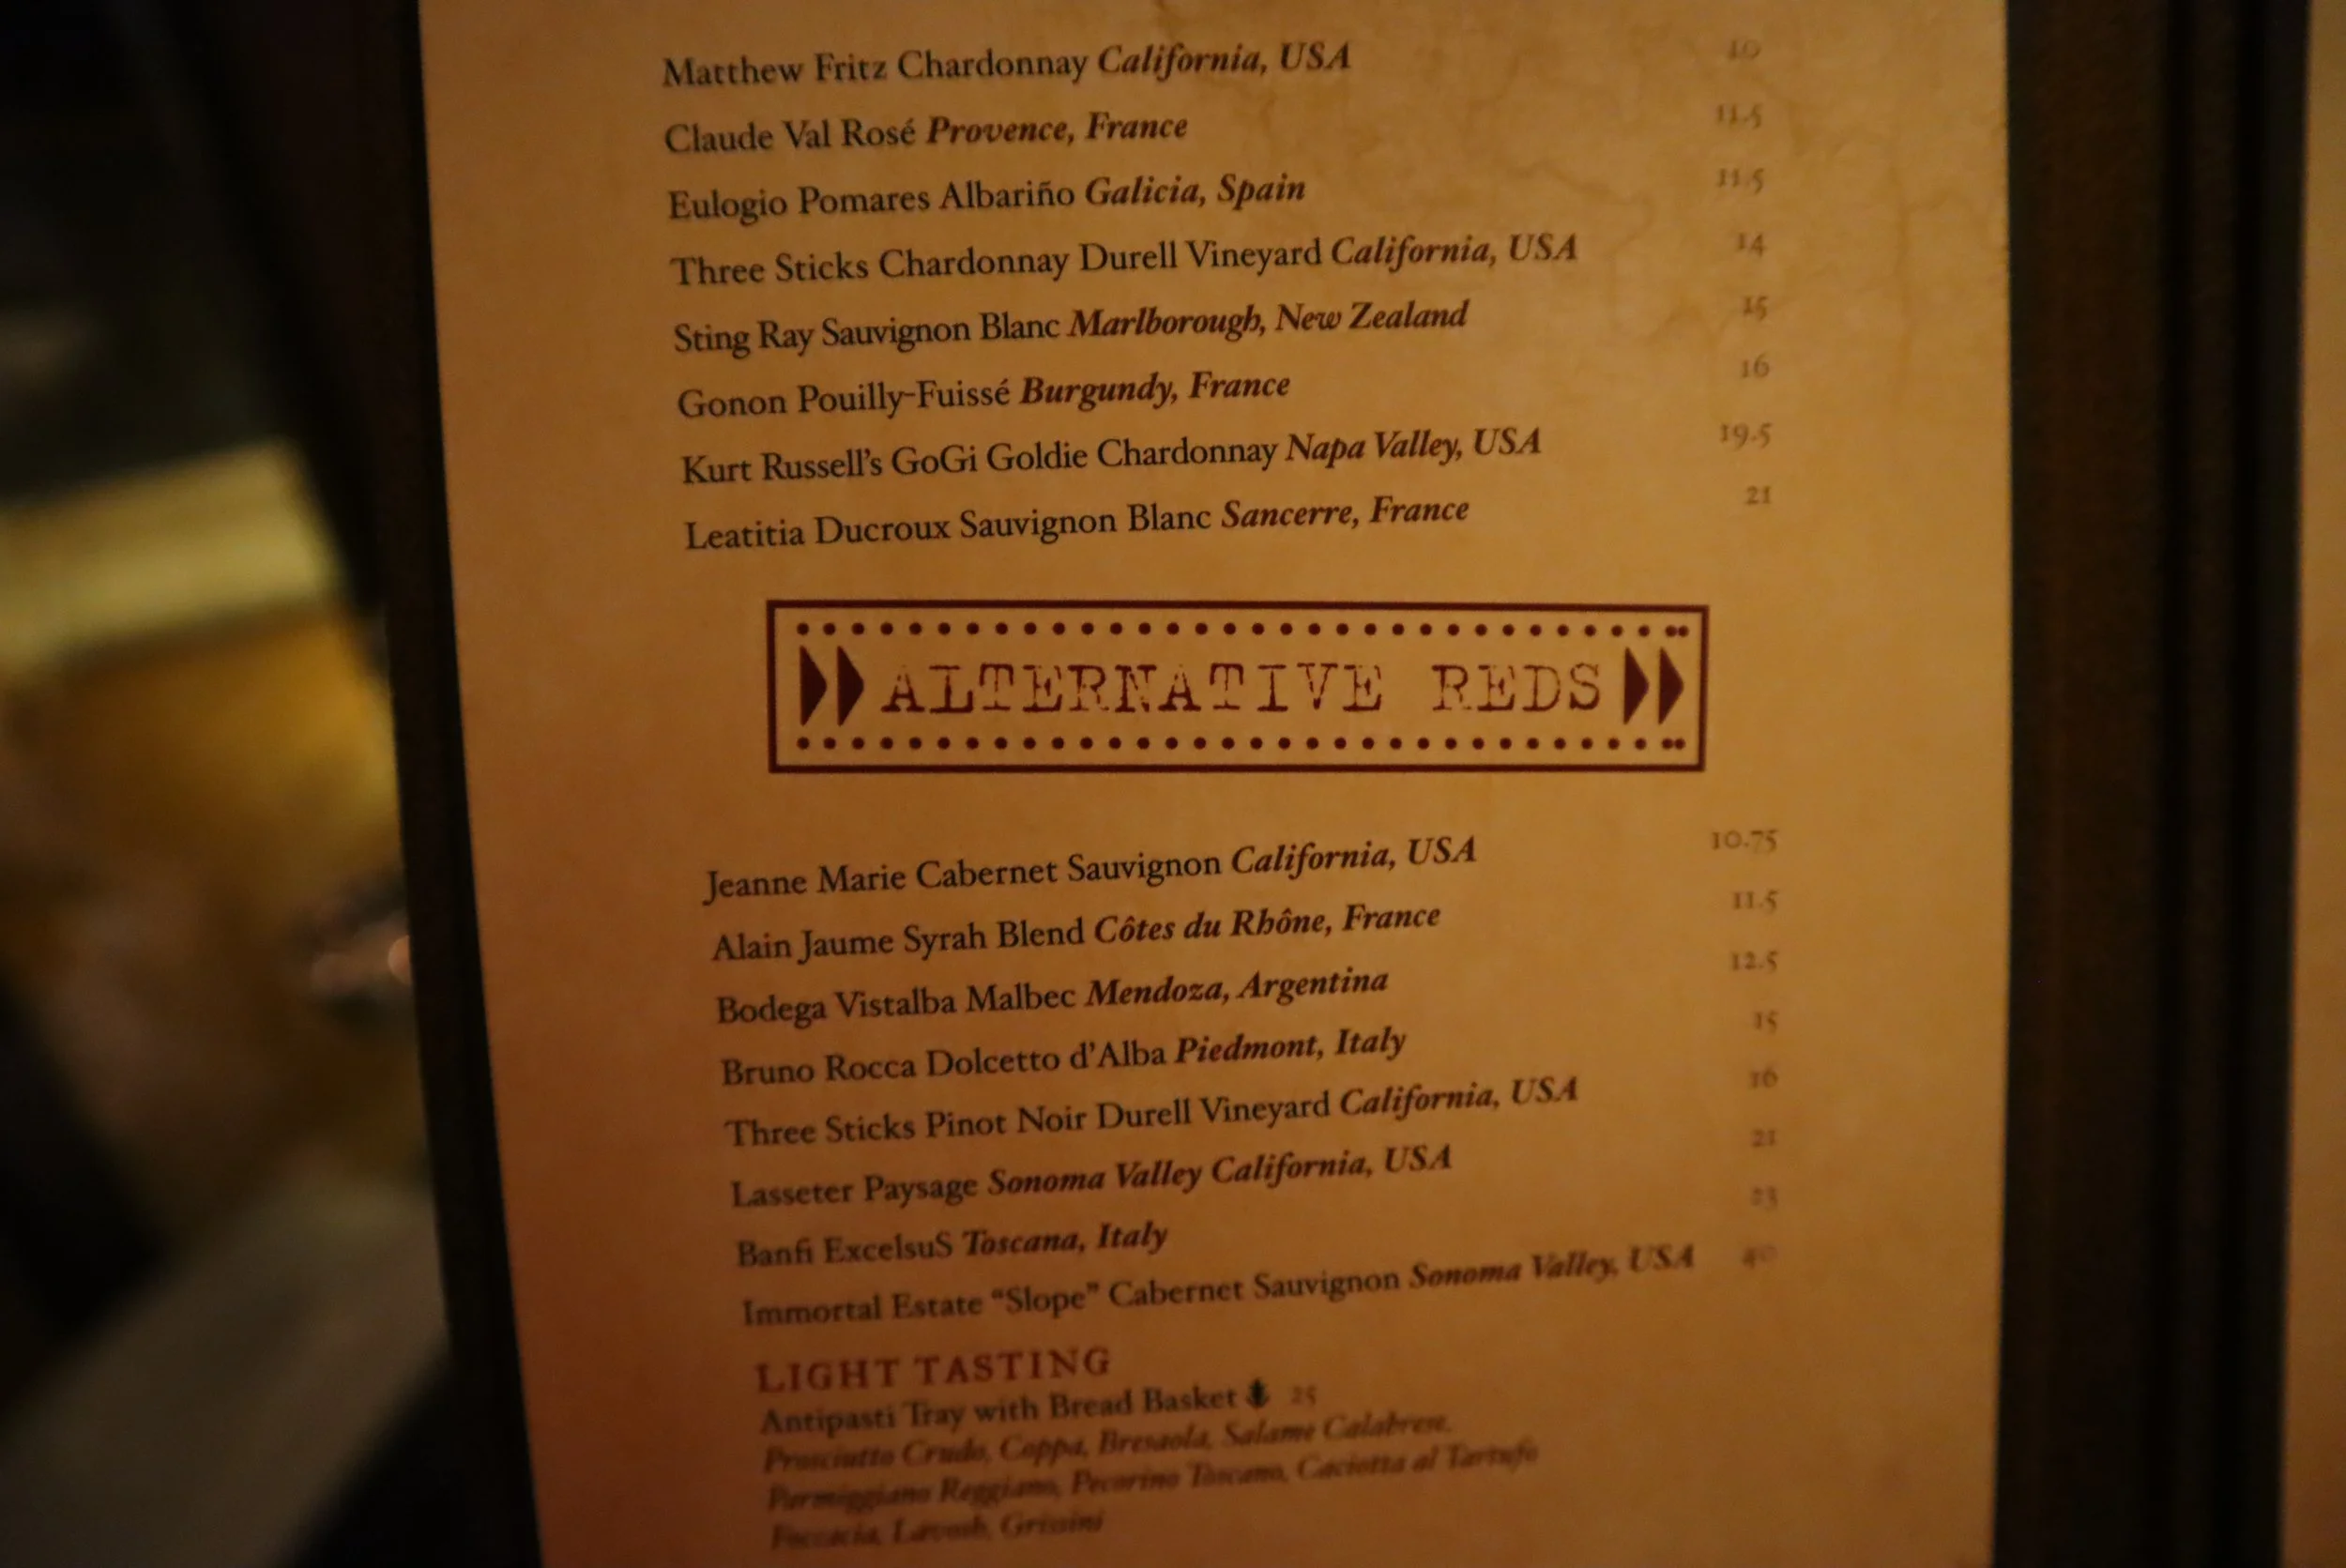 Matthew Fritz Chardonnay California, USA 10
Claude Val Rosé Provence, France 11.5
Eulogio Pomares Albariño Galicia, Spain 11.5
Three Sticks Chardonnay Durell Vineyard California, USA 14
Sting Ray Sauvignon Blanc Marlborough, New Zealand 15
Gonon Pouilly-Fuissé Burgundy, France 16
Kurt Russell's GoGi Goldie Chardonnay Napa Valley, USA 19.5
Leatitia Ducroux Sauvignon Blanc Sancerre, France 21
ALTERNATIVE REDS
Jeanne Marie Cabernet Sauvignon California, USA 10.75
Alain Jaume Syrah Blend Côtes du Rhône, France 11.5
Bodega Vistalba Malbec Mendoza, Argentina 12.5
Bruno Rocca Dolcetto d'Alba Piedmont, Italy 15
Three Sticks Pinot Noir Durell Vineyard California, USA 16
Lasseter Paysage Sonoma Valley California, USA 21
Banfi ExcelsuS Toscana, Italy
Immortal Estate “Slope” Cabernet Sauvignon Sonoma Valley, USA 40
LIGHT TASTING
Antipasti Tray with Bread Basket 25
Prosciutto Crudo, Coppa, Bresaola, Salame Calabrese,
Parmiggiano Reggiano, Pecorino Toscano, Caciotta al Tartufo
Foccacia, Lavosh, Grissini